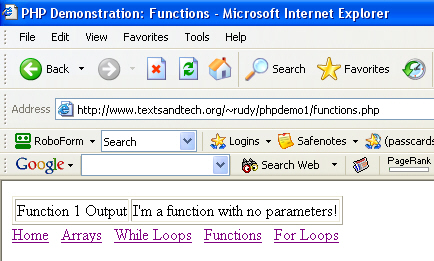 PHP Demonstration: Functions - Microsoft Internet Explorer
File Edit View Favorites Tools Help
Back Search Favorites
Address http://www.textsandtech.org/~rudy/phpdemo1/functions.php
RoboForm Search Logins Safenotes (passcards
Google Search Web PageRank
Function 1 Output I'm a function with no parameters!
Home Arrays While Loops Functions For Loops